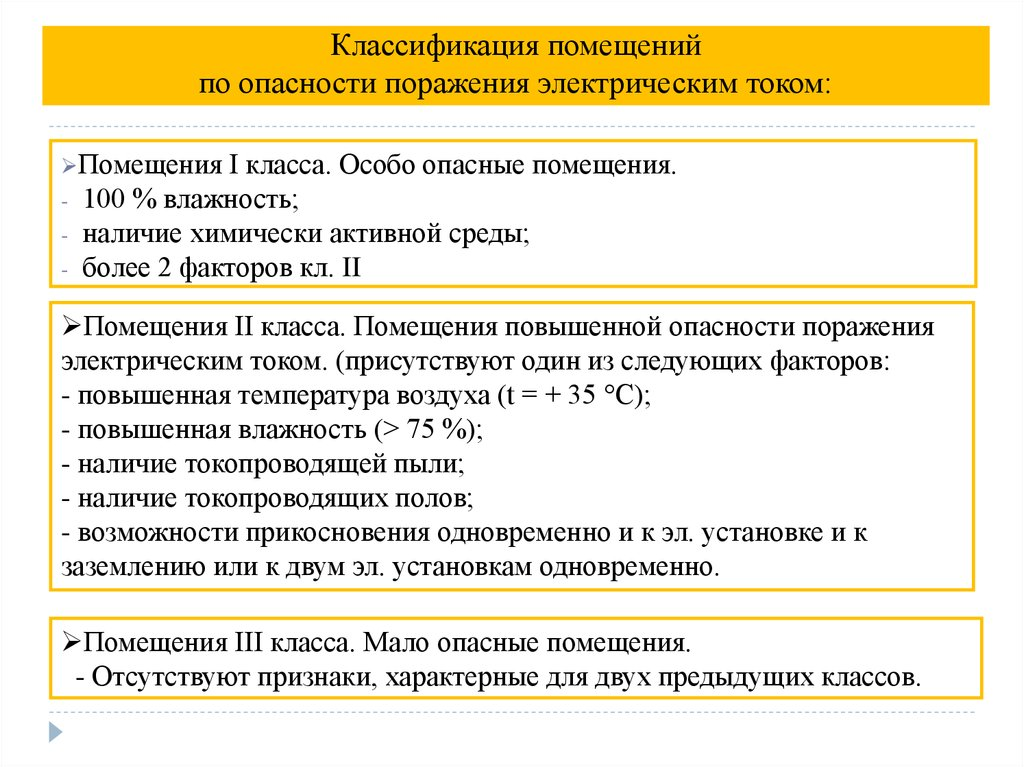 Классификация помещений
по опасности поражения электрическим током:
➢Помещения I класса. Особо опасные помещения.
- 100 % влажность;
- наличие химически активной среды;
- более 2 факторов кл. II
➢Помещения II класса. Помещения повышенной опасности поражения
электрическим током. (присутствуют один из следующих факторов:
- повышенная температура воздуха (t = + 35 °С);
- повышенная влажность (> 75 %);
- наличие токопроводящей пыли;
- наличие токопроводящих полов;
- возможности прикосновения одновременно и к эл. установке и к
заземлению или к двум эл. установкам одновременно.
➢Помещения III класса. Мало опасные помещения.
- Отсутствуют признаки, характерные для двух предыдущих классов.